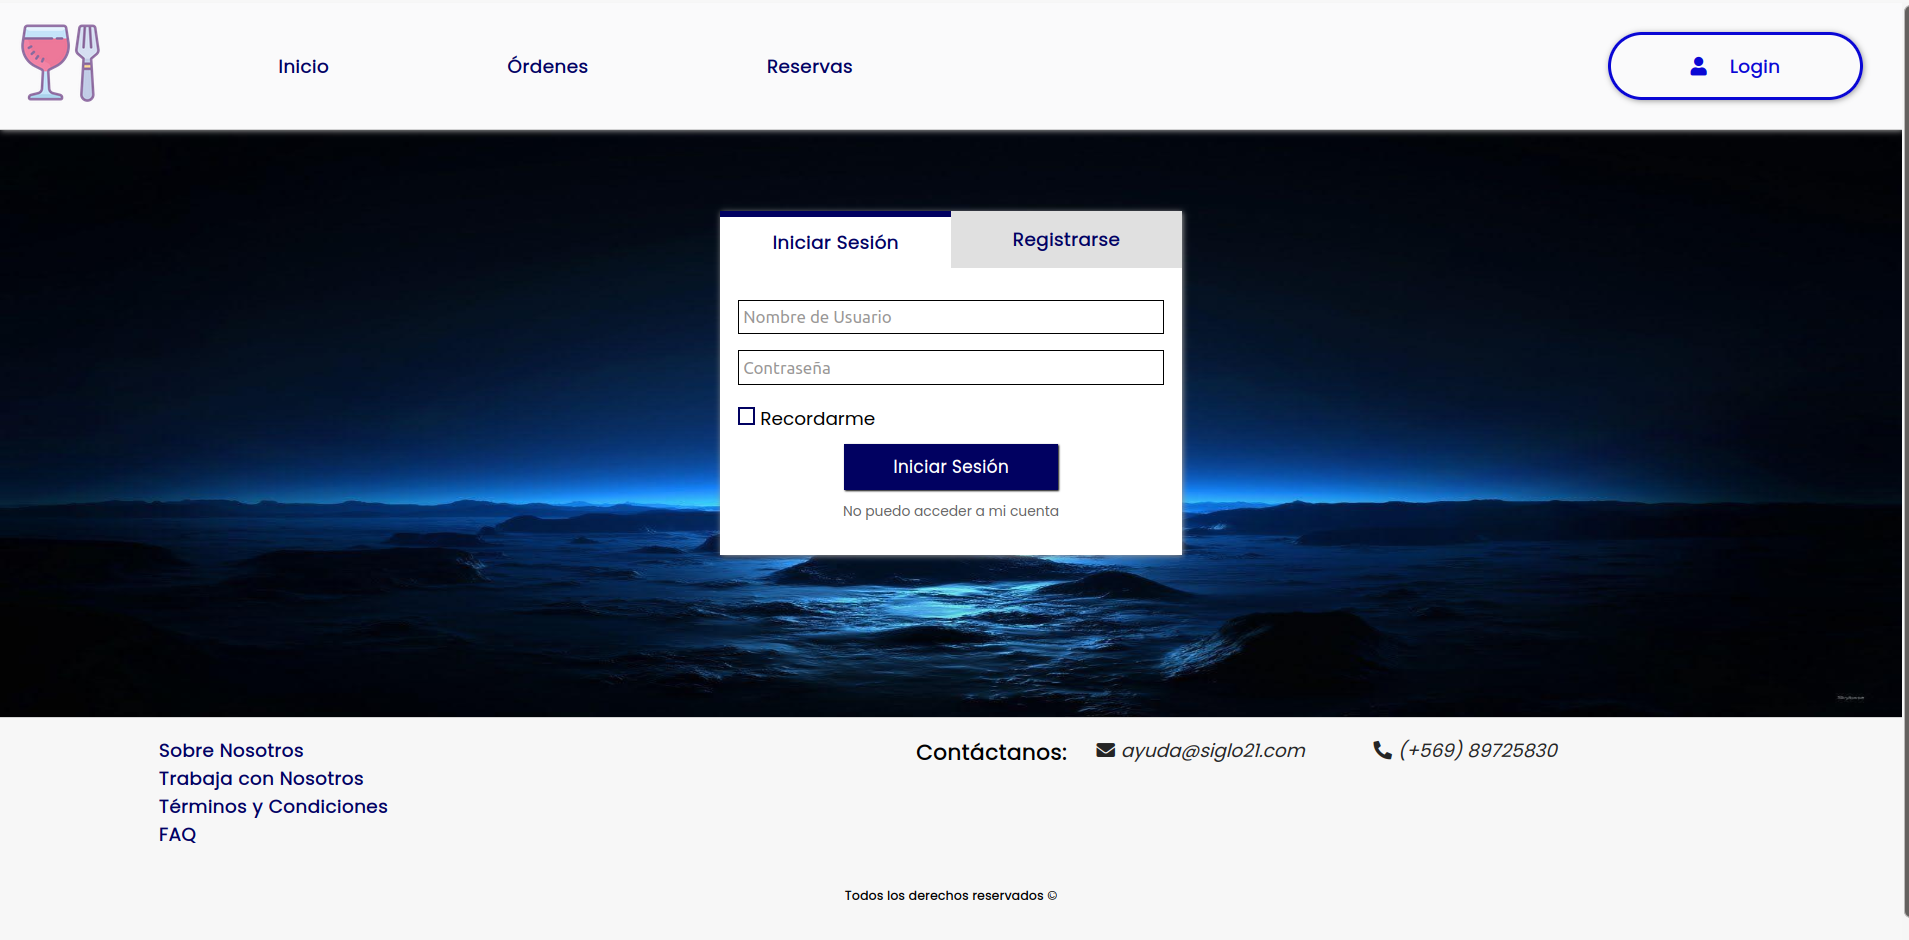 Inicio
Órdenes
Reservas
Login
Iniciar Sesión
Registrarse
Nombre de Usuario
Contraseña
Recordarme
Iniciar Sesión
No puedo acceder a mi cuenta
Sobre Nosotros
Trabaja con Nosotros
Términos y Condiciones
FAQ
Contáctanos:
ayuda@siglo21.com
(+569) 89725830
Todos los derechos reservados ©